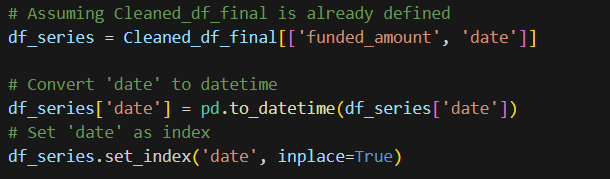 # Assuming Cleaned_df_final is already defined
df_series = Cleaned_df_final[['funded_amount', 'date']]
# Convert 'date' to datetime
df_series['date'] = pd.to_datetime(df_series['date'])
# Set 'date' as index
df_series.set_index('date', inplace=True)